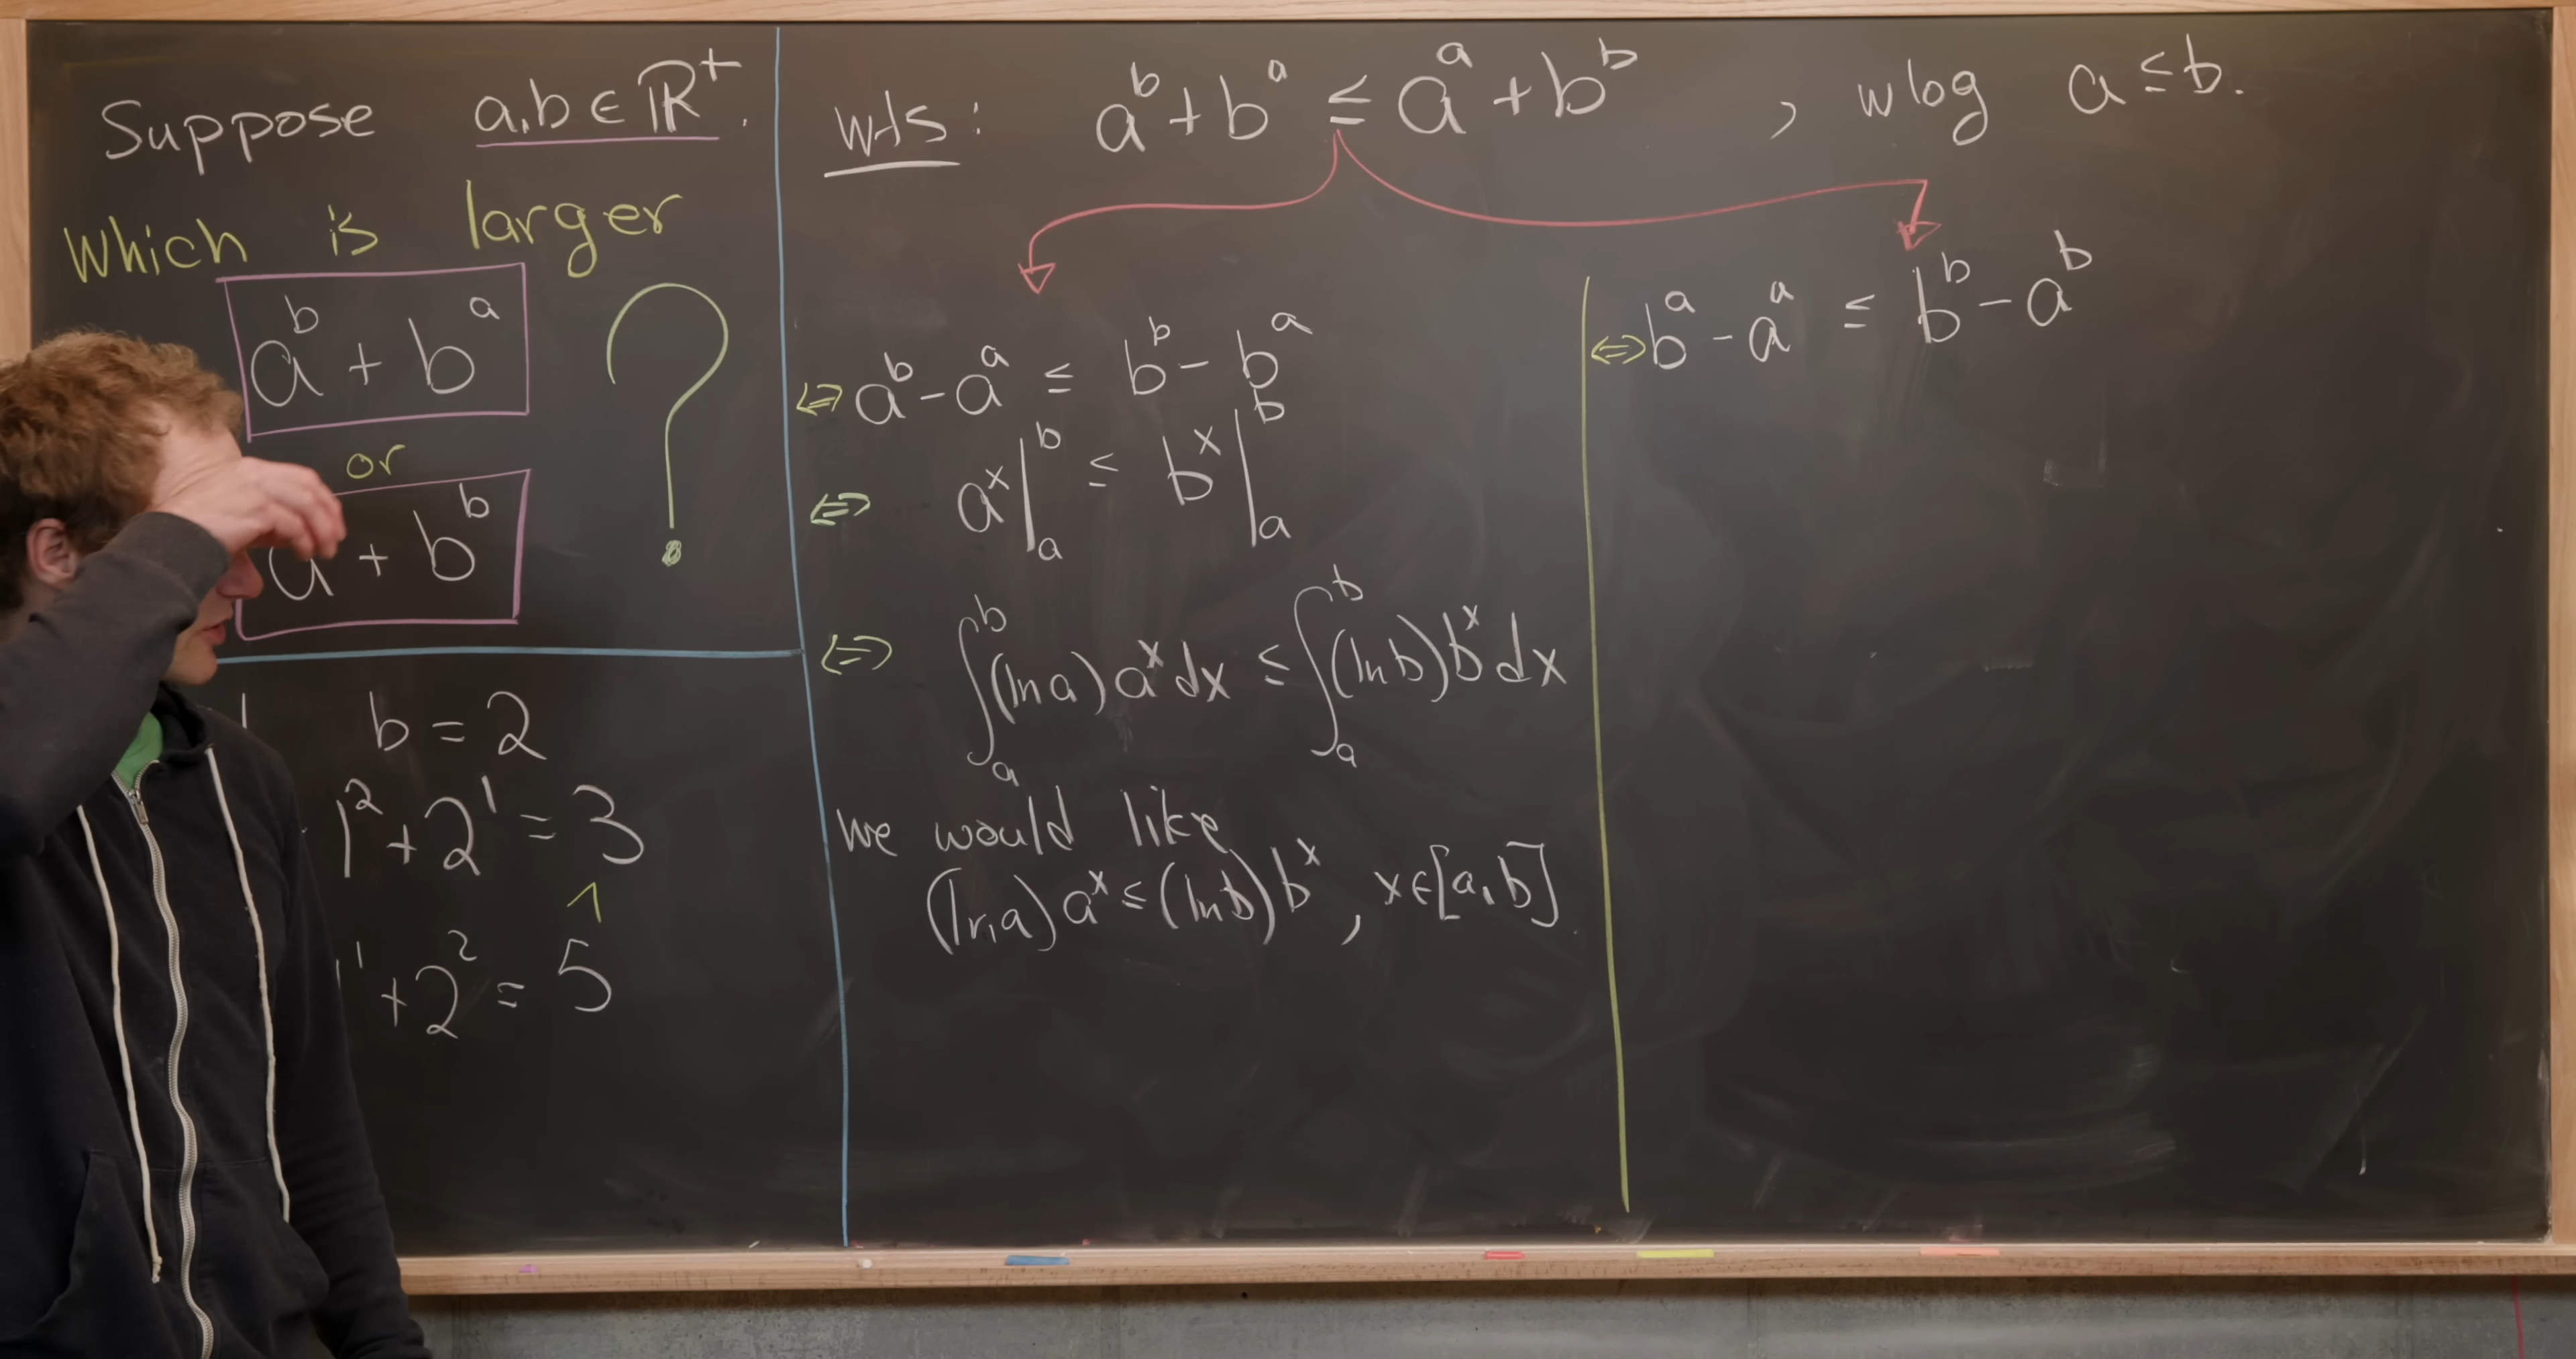 Suppose a,b ∈ ℝ⁺.
Which is larger
a^b + b^a
or
a + b^b
?
b = 2
1² + 2¹ = 3
^
1¹ + 2² = 5
wts: a^b + b^a ≤ a^a + b^b , wlog a ≤ b.
⇔ a^b - a^a ≤ b^b - b^a
⇔ a^x |_a^b ≤ b^x |_a^b
⇔ ∫_a^b (ln a) a^x dx ≤ ∫_a^b (ln b) b^x dx
we would like
(ln a) a^x ≤ (ln b) b^x , x ∈ [a,b].
⇔ b^a - a^a ≤ b^b - a^b